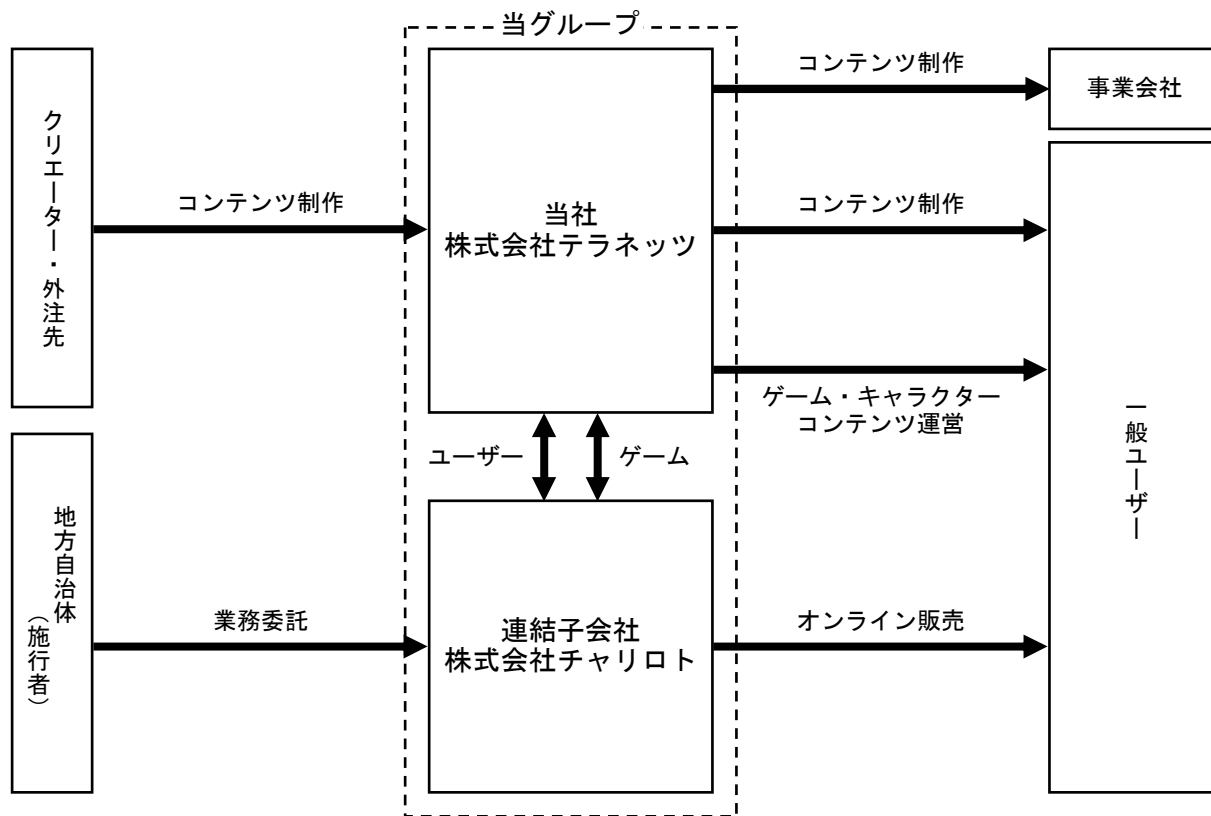 当グループ
クリエーター・外注先
コンテンツ制作
当社
株式会社テラネッツ
コンテンツ制作
事業会社
コンテンツ制作
ゲーム・キャラクター
コンテンツ運営
一般ユーザー
ユーザー
ゲーム
地方自治体
（施行者）
業務委託
連結子会社
株式会社チャリロト
オンライン販売